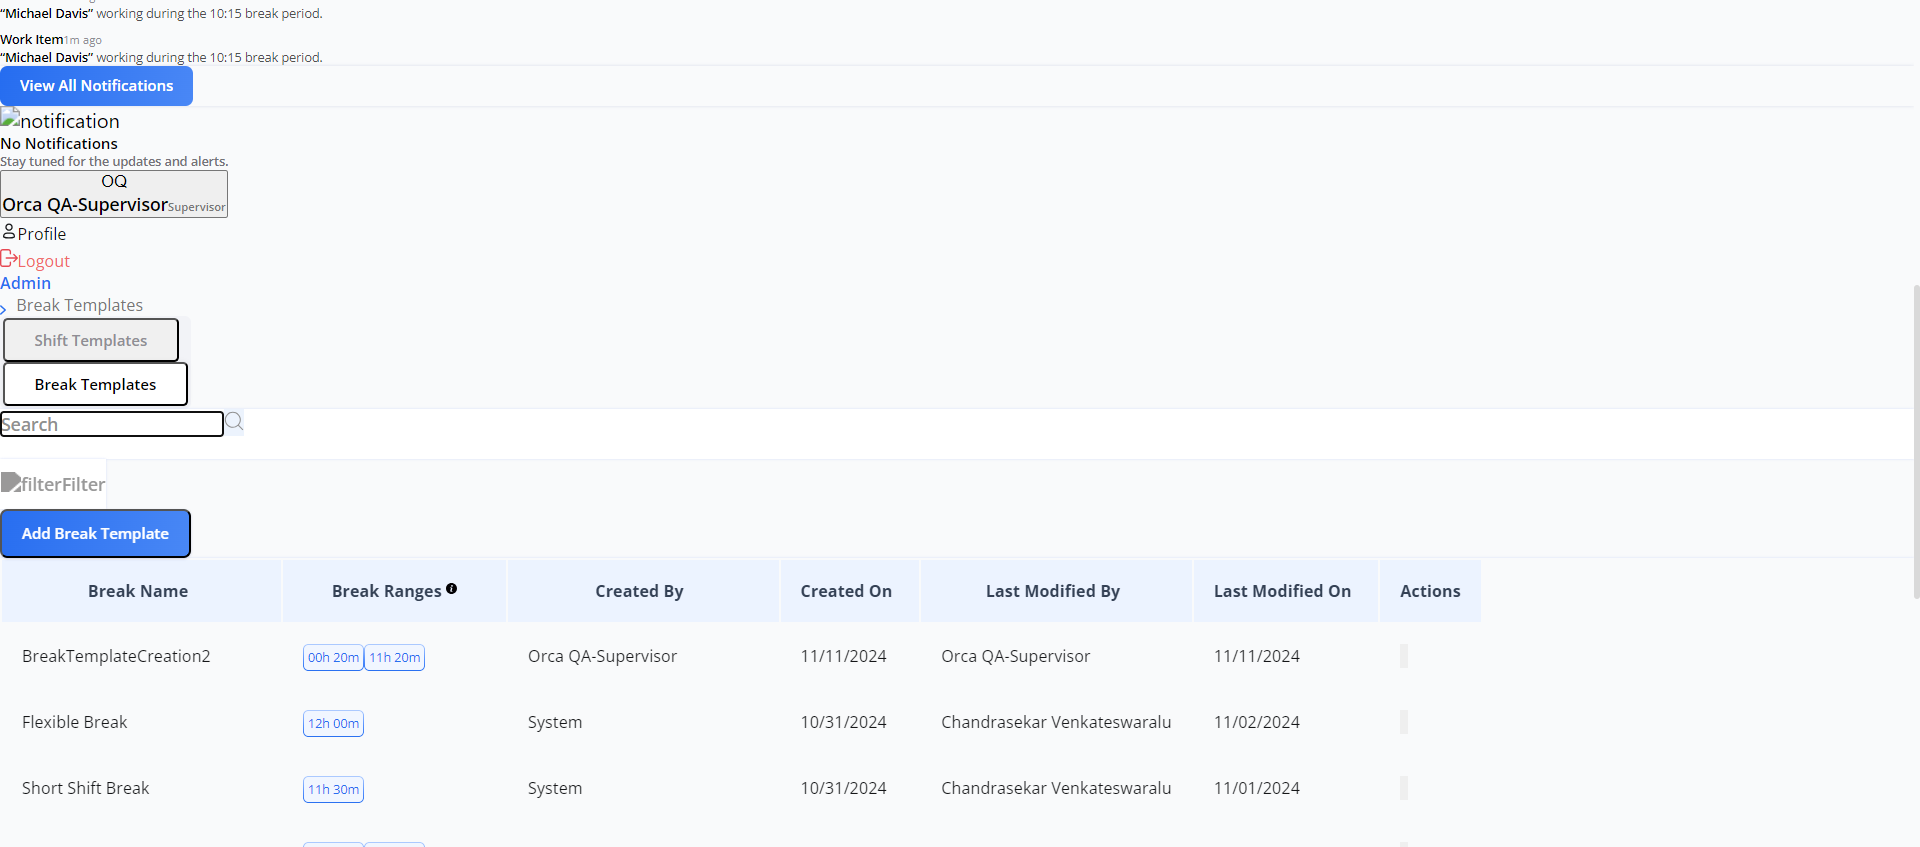 “Michael Davis” working during the 10:15 break period.
Work Item1m ago
“Michael Davis” working during the 10:15 break period.
View All Notifications
notification
No Notifications
Stay tuned for the updates and alerts.
OQ
Orca QA-SupervisorSupervisor
Profile
Logout
Admin
Break Templates
Shift Templates
Break Templates
Search
filterFilter
Add Break Template
Break Name Break Ranges Created By Created On Last Modified By Last Modified On Actions
BreakTemplateCreation2 00h 20m 11h 20m Orca QA-Supervisor 11/11/2024 Orca QA-Supervisor 11/11/2024
Flexible Break 12h 00m System 10/31/2024 Chandrasekar Venkateswaralu 11/02/2024
Short Shift Break 11h 30m System 10/31/2024 Chandrasekar Venkateswaralu 11/01/2024